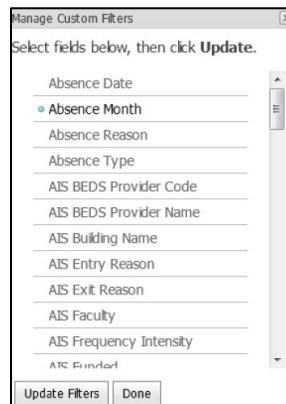 Manage Custom Filters
Select fields below, then click Update.
Absence Date
Absence Month
Absence Reason
Absence Type
AIS BEDS Provider Code
AIS BEDS Provider Name
AIS Building Name
AIS Entry Reason
AIS Exit Reason
AIS Faculty
AIS Frequency Intensity
AIS Funded
Update Filters Done